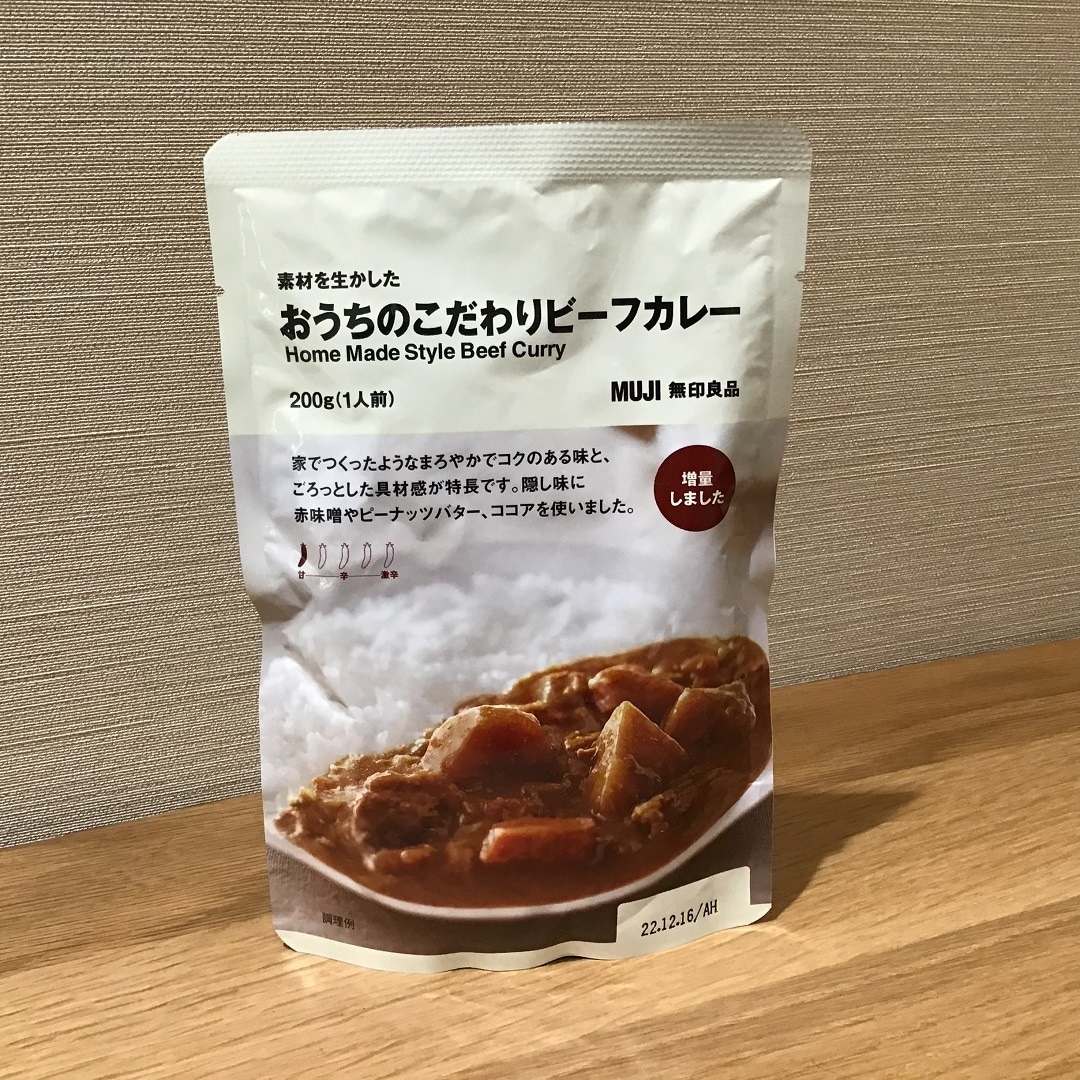 素材を生かした
おうちのこだわりビーフカレー
Home Made Style Beef Curry
200g(1人前)
MUJI 無印良品
家でつくったようなまろやかでコクのある味と、
ごろっとした具材感が特長です。隠し味に
赤味噌やピーナッツバター、ココアを使いました。
増量
しました
甘 辛 激辛
調理例
22.12.16/AH